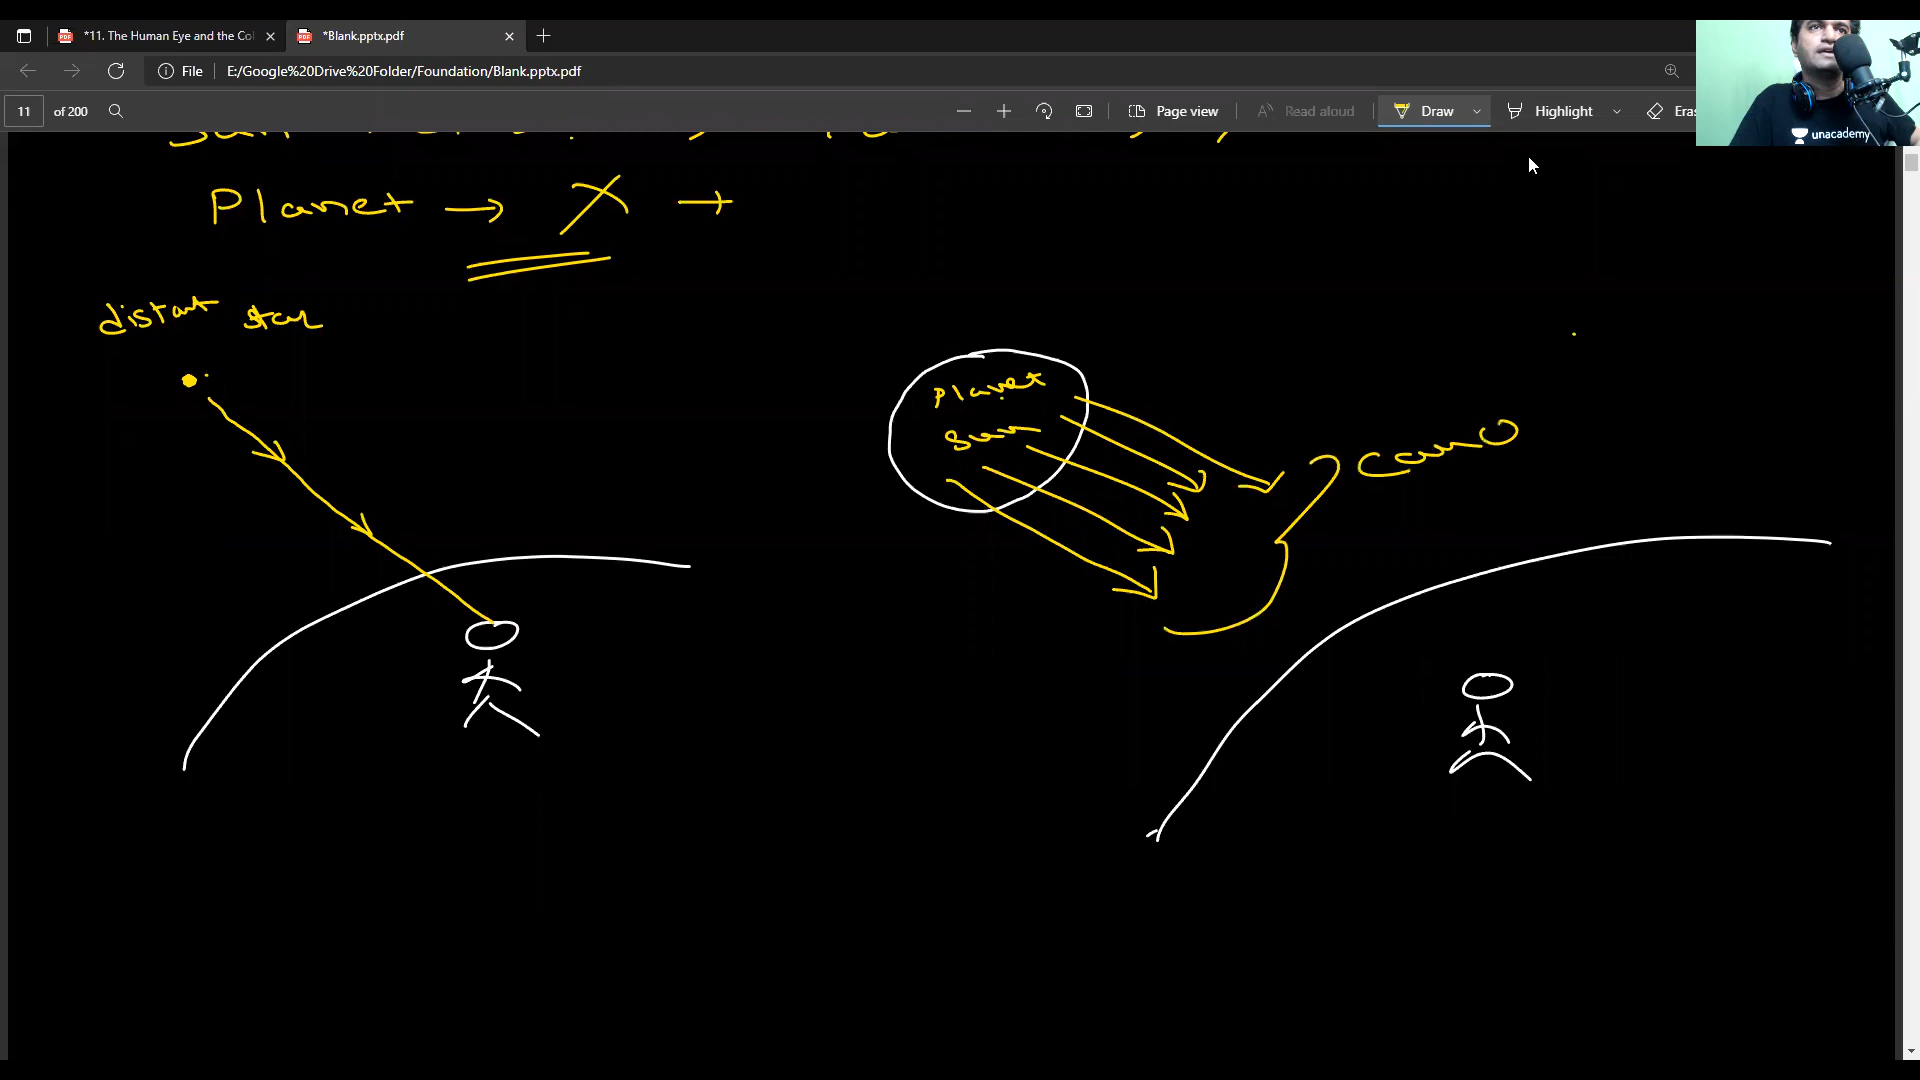 *11. The Human Eye and the Col
*Blank.pptx.pdf
File
E:/Google%20Drive%20Folder/Foundation/Blank.pptx.pdf
11 of 200
Page view
Read aloud
Draw
Highlight
Eras
unacademy
Planet → X →
distant star
Planet
Sun